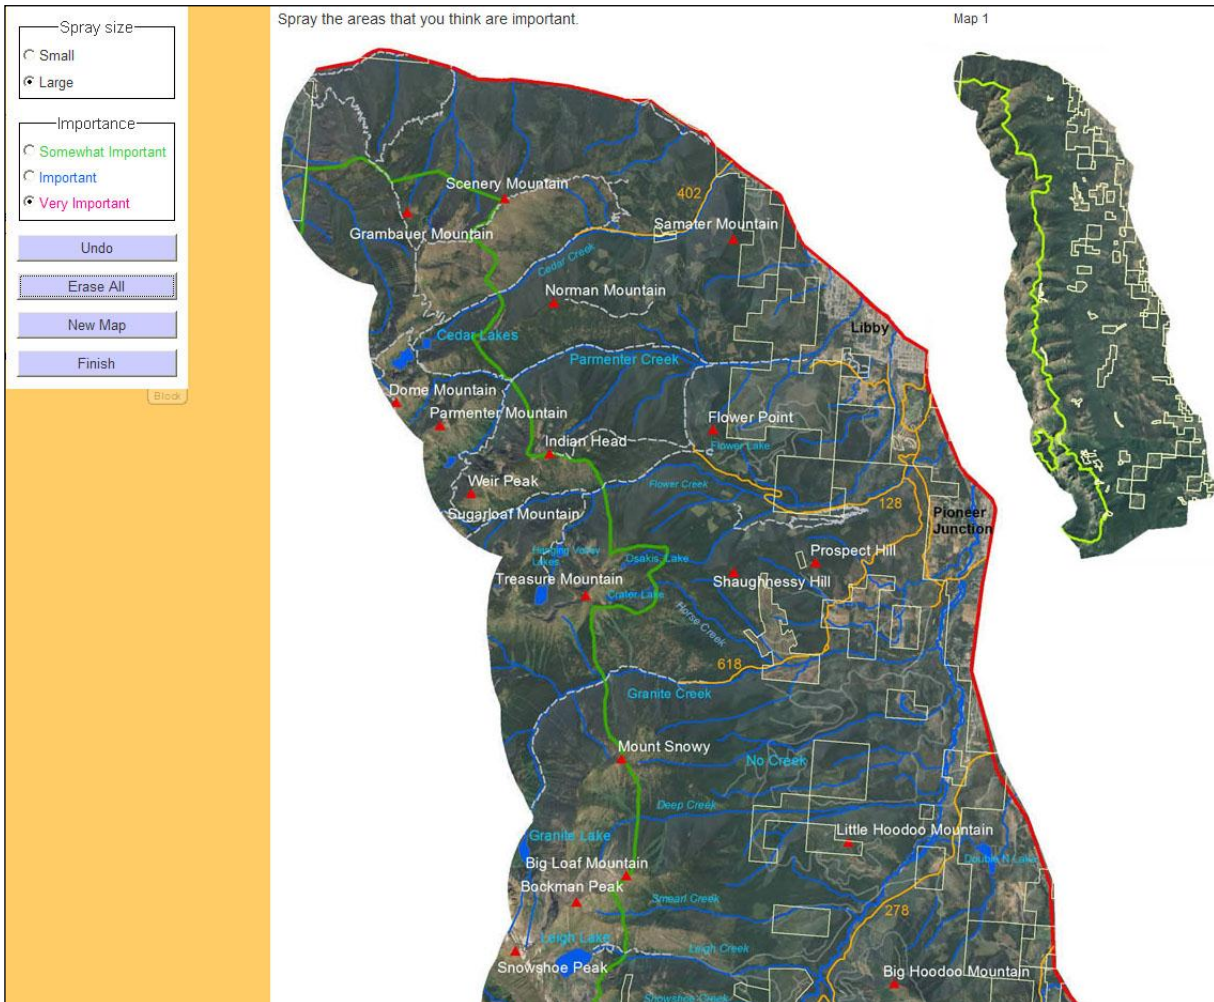 Spray size
Small
Large
Importance
Somewhat Important
Important
Very Important
Undo
Erase All
New Map
Finish
Block
Spray the areas that you think are important.
Map 1
Scenery Mountain
402
Grambauer Mountain
Samater Mountain
Cedar Creek
Norman Mountain
Cedar Lakes
Libby
Parmenter Creek
Dome Mountain
Parmenter Mountain
Flower Point
Indian Head
Flower Lake
Weir Peak
Flower Creek
128
Sugarloaf Mountain
Pioneer
Junction
Hanging Valley
Lakes
Osakis Lake
Prospect Hill
Treasure Mountain
Shaughnessy Hill
Crater Lake
Horse Creek
618
Granite Creek
Mount Snowy
No Creek
Deep Creek
Granite Lake
Little Hoodoo Mountain
Double N Lake
Big Loaf Mountain
Bockman Peak
Smearl Creek
278
Leigh Lake
Leigh Creek
Snowshoe Peak
Big Hoodoo Mountain
Snowshoe Creek